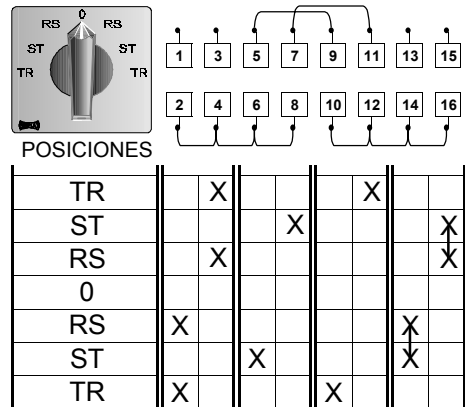 0
RS RS
ST ST
TR TR
1 3 5 7 9 11 13 15
2 4 6 8 10 12 14 16
POSICIONES
TR X X
ST X X
RS X X
0
RS X X
ST X X
TR X X